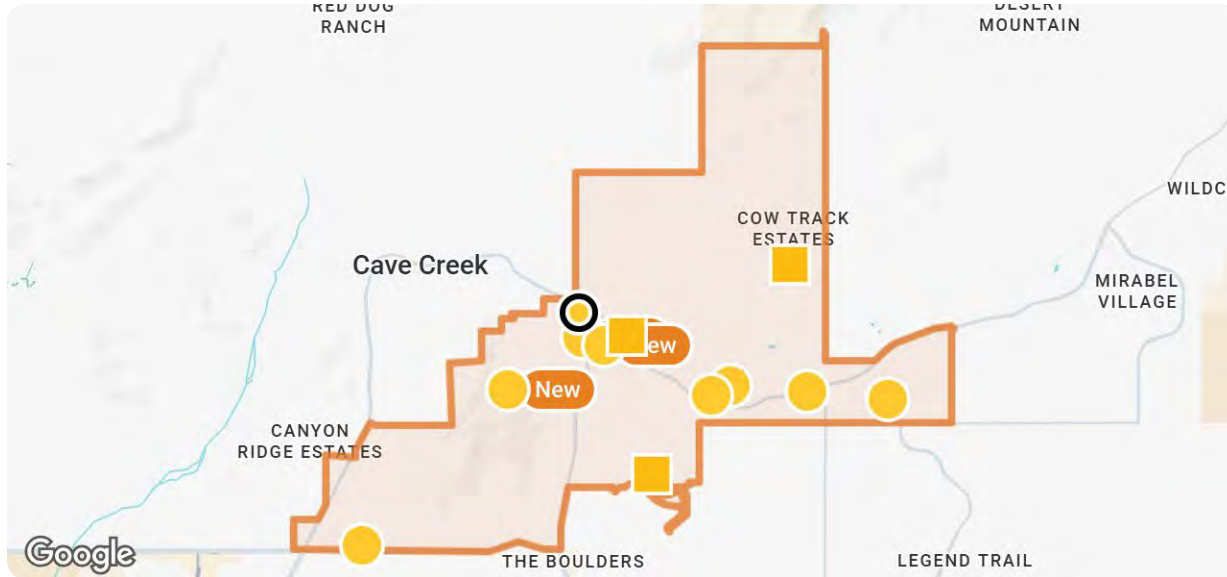 RED DOG
RANCH
DESERT
MOUNTAIN
WILDC
COW TRACK
ESTATES
Cave Creek
MIRABEL
VILLAGE
ew
New
CANYON
RIDGE ESTATES
Google
THE BOULDERS
LEGEND TRAIL